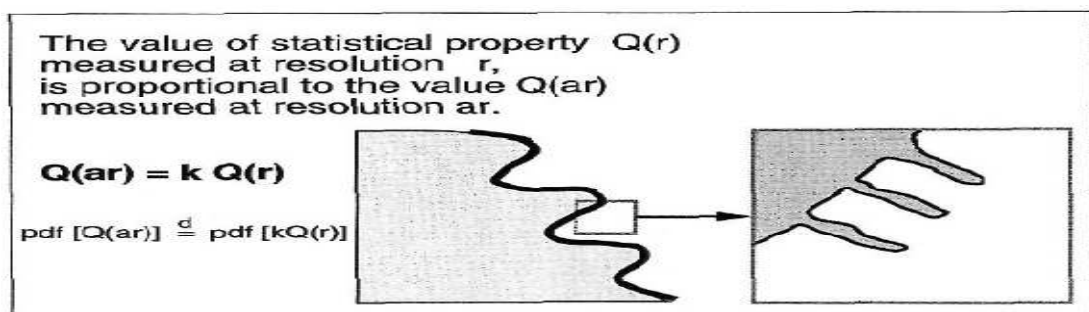 The value of statistical property Q(r)
measured at resolution r,
is proportional to the value Q(ar)
measured at resolution ar.
Q(ar) = k Q(r)
pdf [Q(ar)] d= pdf [kQ(r)]